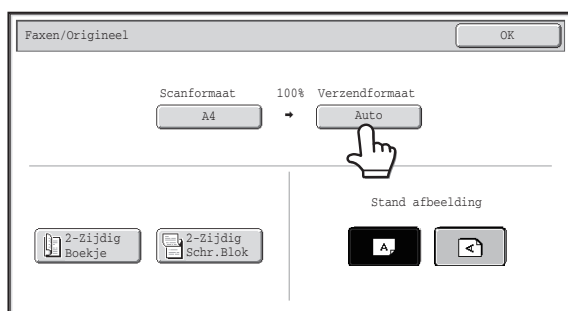 Faxen/Origineel OK
Scanformaat 100% Verzendformaat
A4 Auto
Stand afbeelding
2-Zijdig
Boekje
2-Zijdig
Schr.Blok
A A